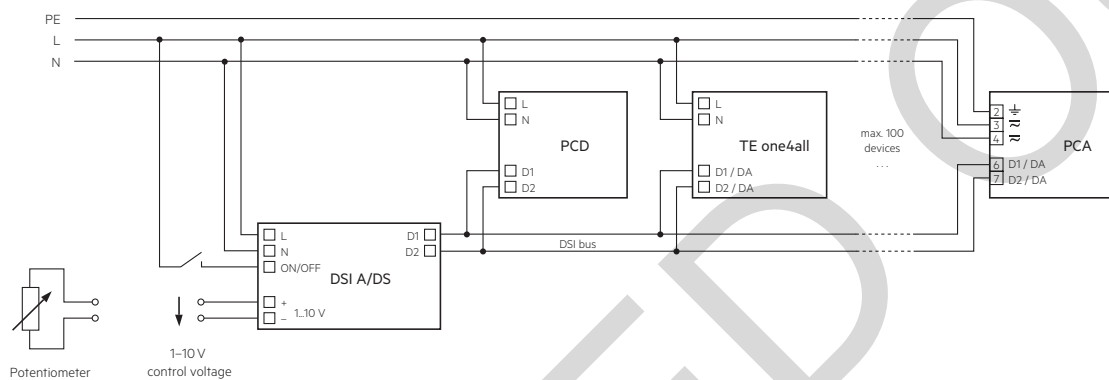 PE
L
N
L
N
PCD
D1
D2
L
N
TE one4all
D1 / DA
D2 / DA
max. 100
devices
...
2
3
4
PCA
6 D1 / DA
7 D2 / DA
L
N
ON/OFF
DSI A/DS
D1
D2
+
1...10 V
–
DSI bus
Potentiometer
1–10 V
control voltage